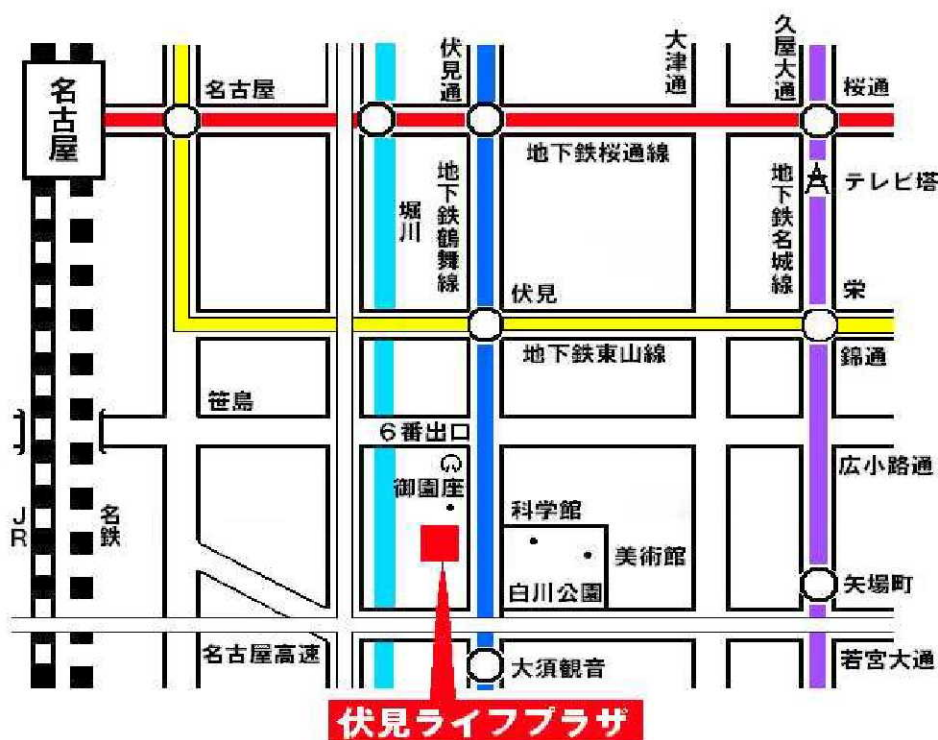 伏見通
大津通
久屋大通
名古屋
名古屋
桜通
地下鉄桜通線
堀川
地下鉄鶴舞線
地下鉄名城線
テレビ塔
伏見
栄
地下鉄東山線
錦通
笹島
6番出口
広小路通
御園座
JR
名鉄
科学館
美術館
白川公園
矢場町
名古屋高速
大須観音
若宮大通
伏見ライフプラザ